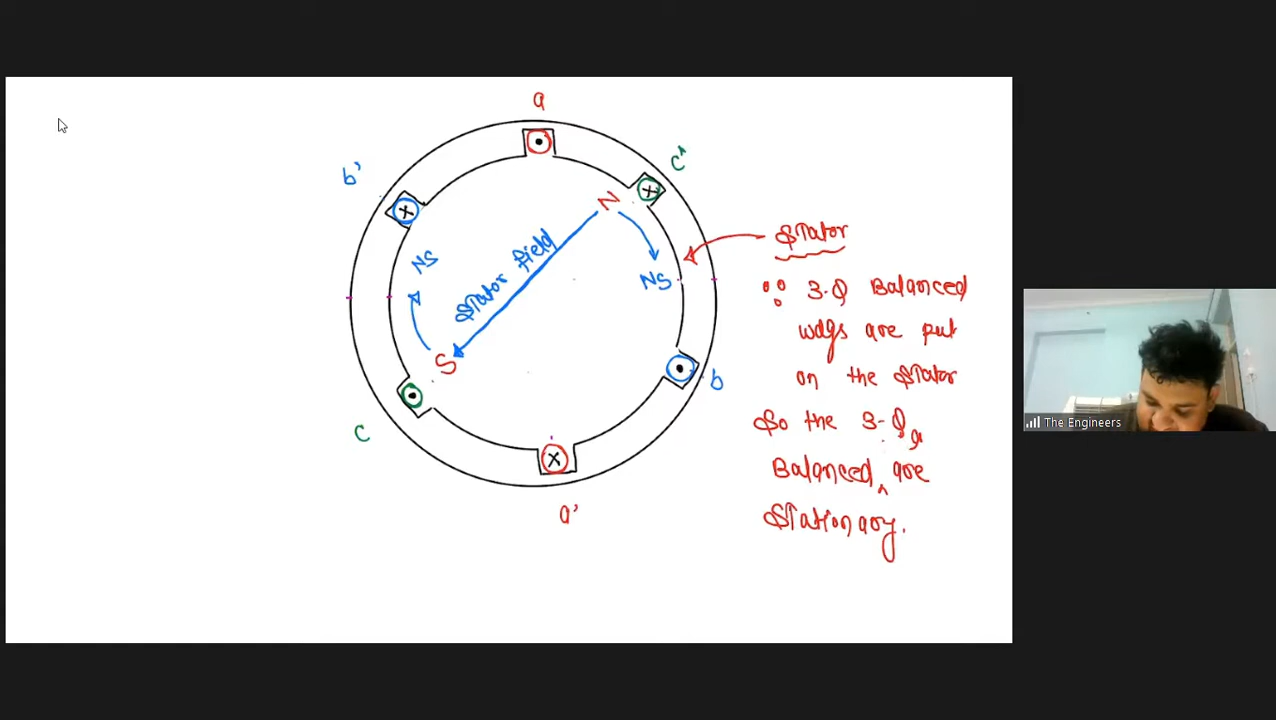 a
c'
b'
N
Stator
Stator field
NS
NS
∵ 3-Φ Balanced
wdgs are put
on the Stator
S
b
So the 3-Φ
c
Balanced ^ are
a'
Stationary.
The Engineers